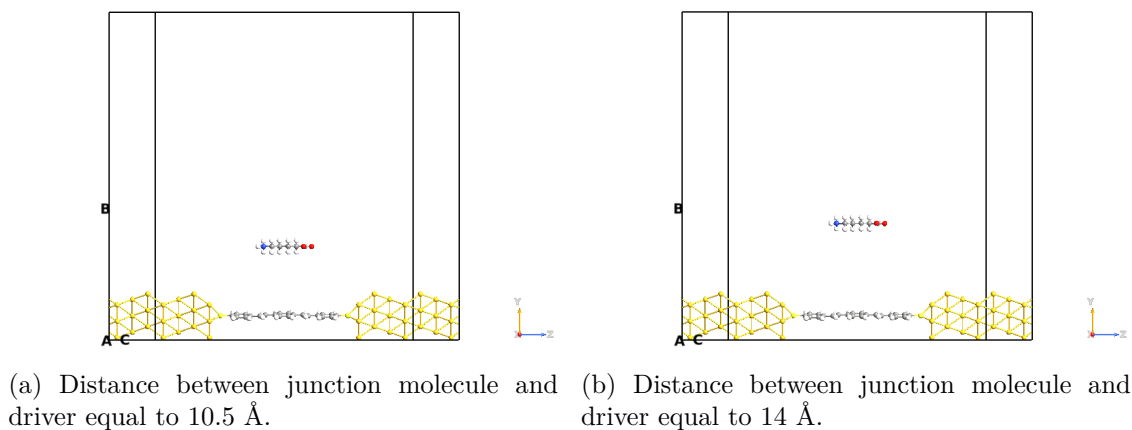 B
A C
Y
X Z
B
A C
Y
X Z
(a) Distance between junction molecule and
driver equal to 10.5 Å.
(b) Distance between junction molecule and
driver equal to 14 Å.